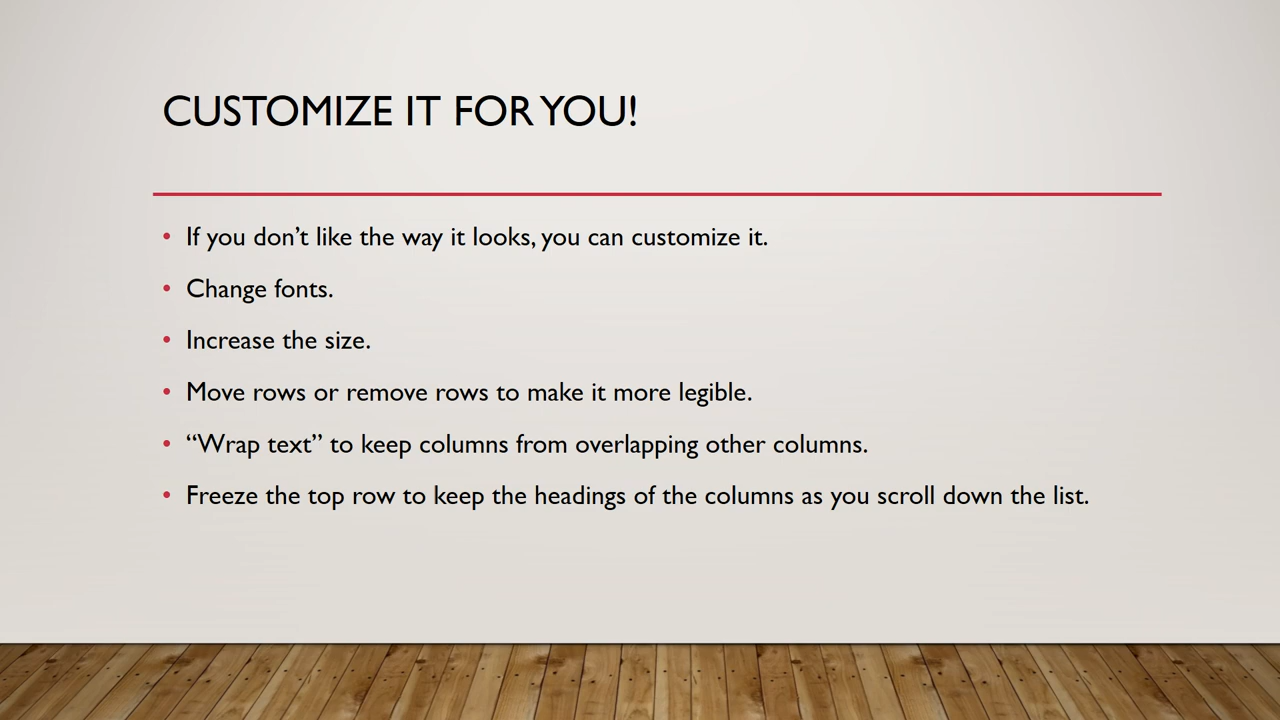 CUSTOMIZE IT FOR YOU!
• If you don’t like the way it looks, you can customize it.
• Change fonts.
• Increase the size.
• Move rows or remove rows to make it more legible.
• “Wrap text” to keep columns from overlapping other columns.
• Freeze the top row to keep the headings of the columns as you scroll down the list.